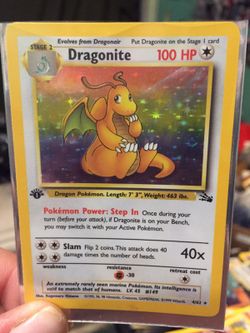 Evolves from Dragonair Put Dragonite on the Stage 1 card
STAGE 2
Dragonite 100 HP
Dragon Pokémon. Length: 7' 3", Weight: 463 lbs.
Pokémon Power: Step In Once during your
turn (before your attack), if Dragonite is on your Bench,
you may switch it with your Active Pokémon.
Slam Flip 2 coins. This attack does 40
damage times the number of heads. 40x
weakness resistance retreat cost
-30
An extremely rarely seen marine Pokémon. Its intelligence is
said to match that of humans. LV. 45 #149
4/62